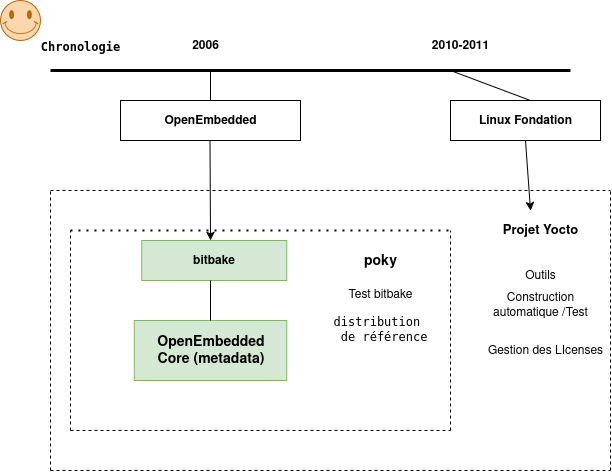 Chronologie
2006
2010-2011
OpenEmbedded
Linux Fondation
Projet Yocto
bitbake
poky
Outils
Test bitbake
Construction
automatique /Test
distribution
de référence
OpenEmbedded
Core (metadata)
Gestion des LIcenses